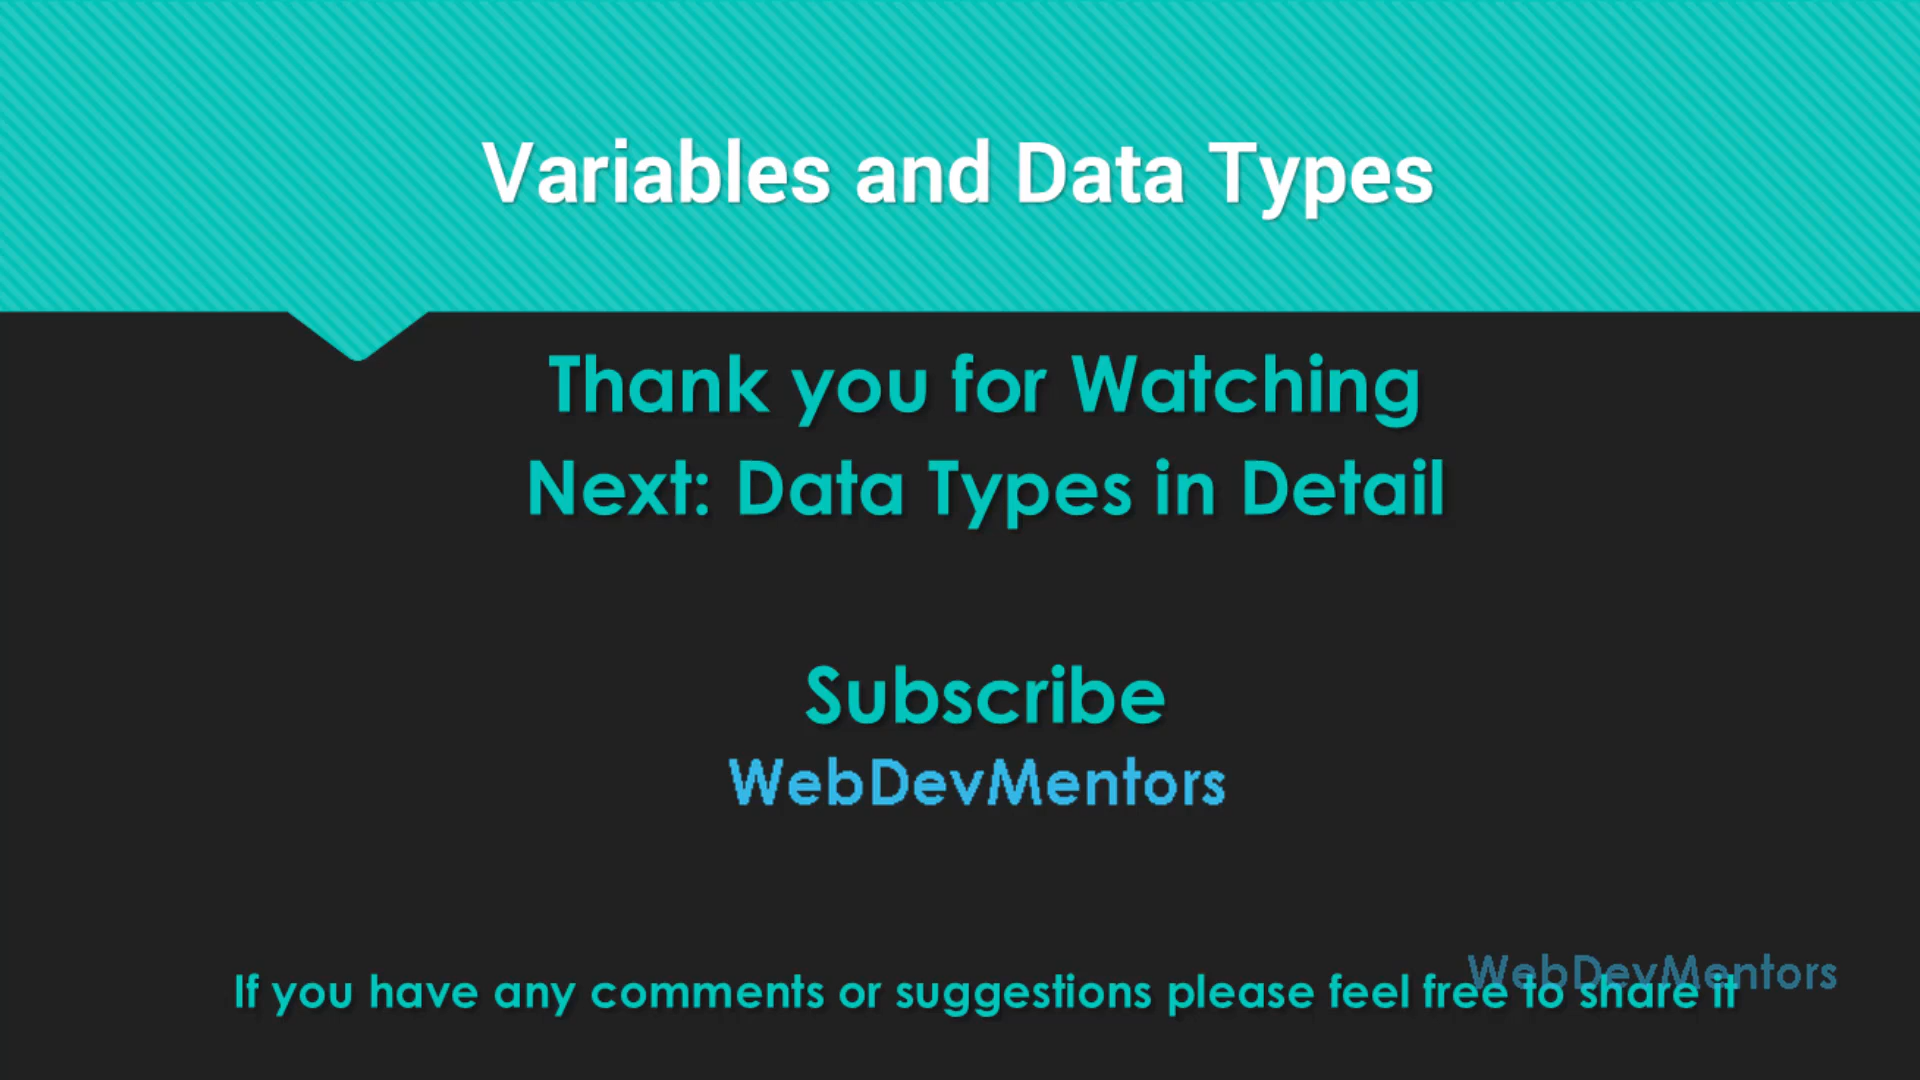 Variables and Data Types
Thank you for Watching
Next: Data Types in Detail
Subscribe
WebDevMentors
WebDevMentors
If you have any comments or suggestions please feel free to share it